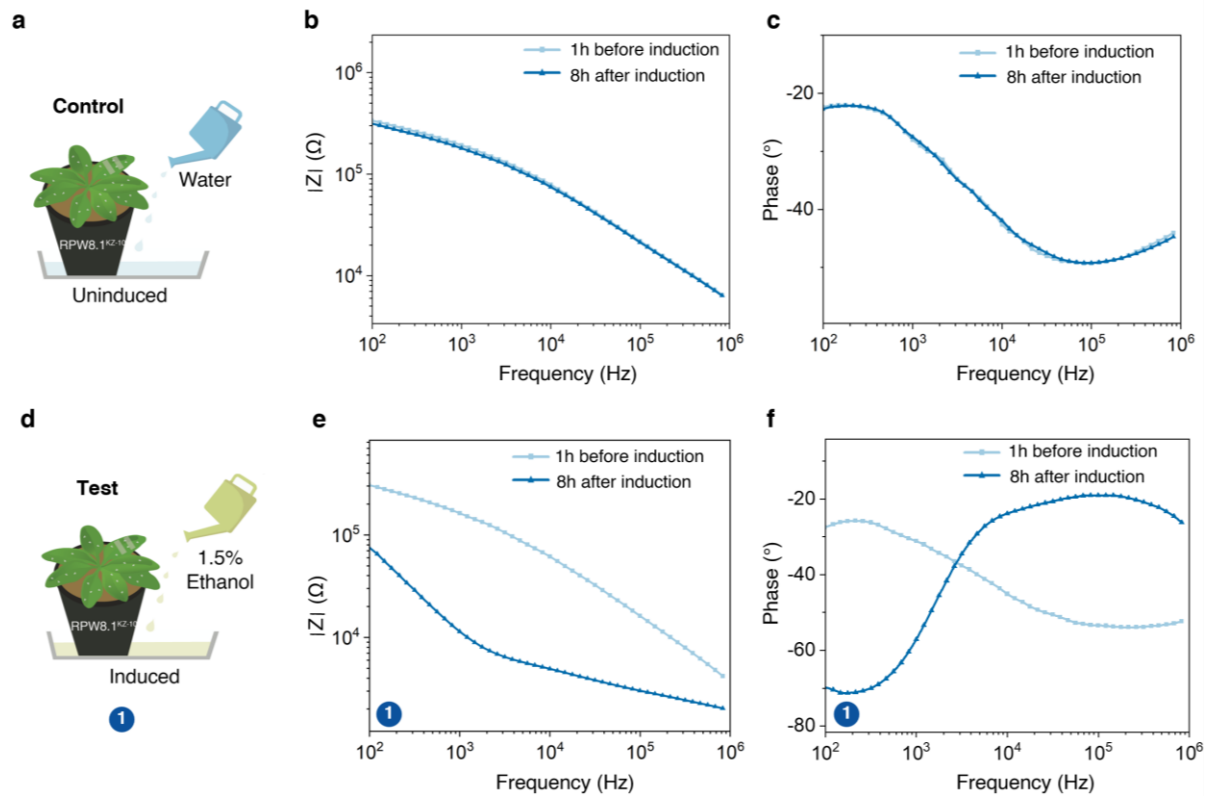 a
Control
Water
RPW8.1ᴷᶻ⁻¹⁰
Uninduced
b
1h before induction
8h after induction
|Z| (Ω)
10⁶
10⁵
10⁴
10² 10³ 10⁴ 10⁵ 10⁶
Frequency (Hz)
c
1h before induction
8h after induction
Phase (°)
-20
-40
10² 10³ 10⁴ 10⁵ 10⁶
Frequency (Hz)
d
Test
1.5%
Ethanol
RPW8.1ᴷᶻ⁻¹⁰
Induced
1
e
1h before induction
8h after induction
|Z| (Ω)
10⁵
10⁴
1
10² 10³ 10⁴ 10⁵ 10⁶
Frequency (Hz)
f
1h before induction
8h after induction
Phase (°)
-20
-40
-60
-80
1
10² 10³ 10⁴ 10⁵ 10⁶
Frequency (Hz)